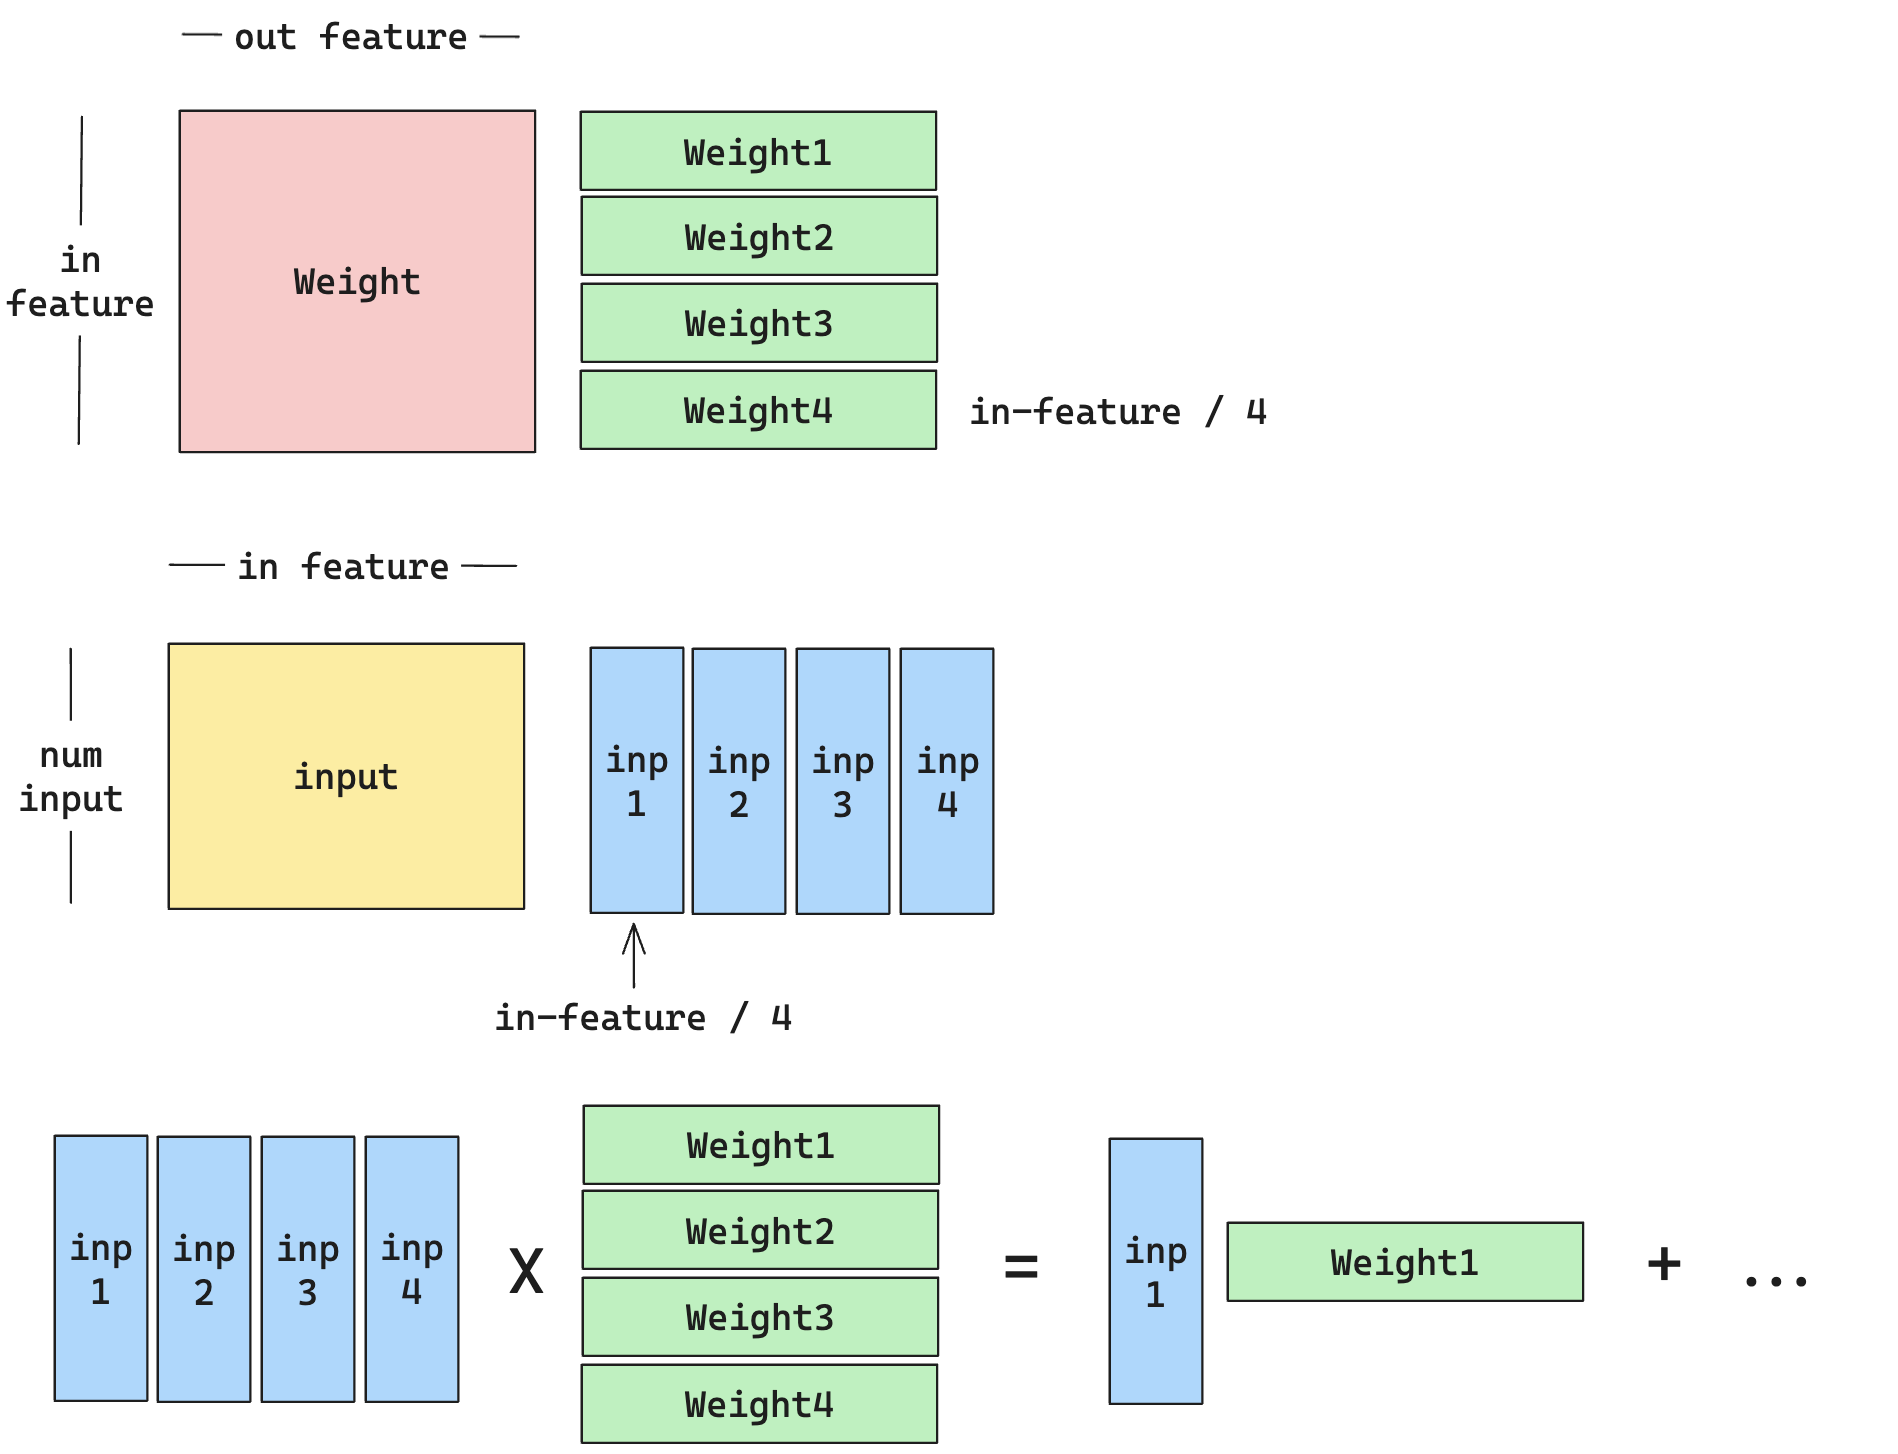 out feature
in
feature
Weight
Weight1
Weight2
Weight3
Weight4
in-feature / 4
in feature
num
input
input
inp
1
inp
2
inp
3
inp
4
in-feature / 4
inp
1
inp
2
inp
3
inp
4
X
Weight1
Weight2
Weight3
Weight4
=
inp
1
Weight1
+ ...